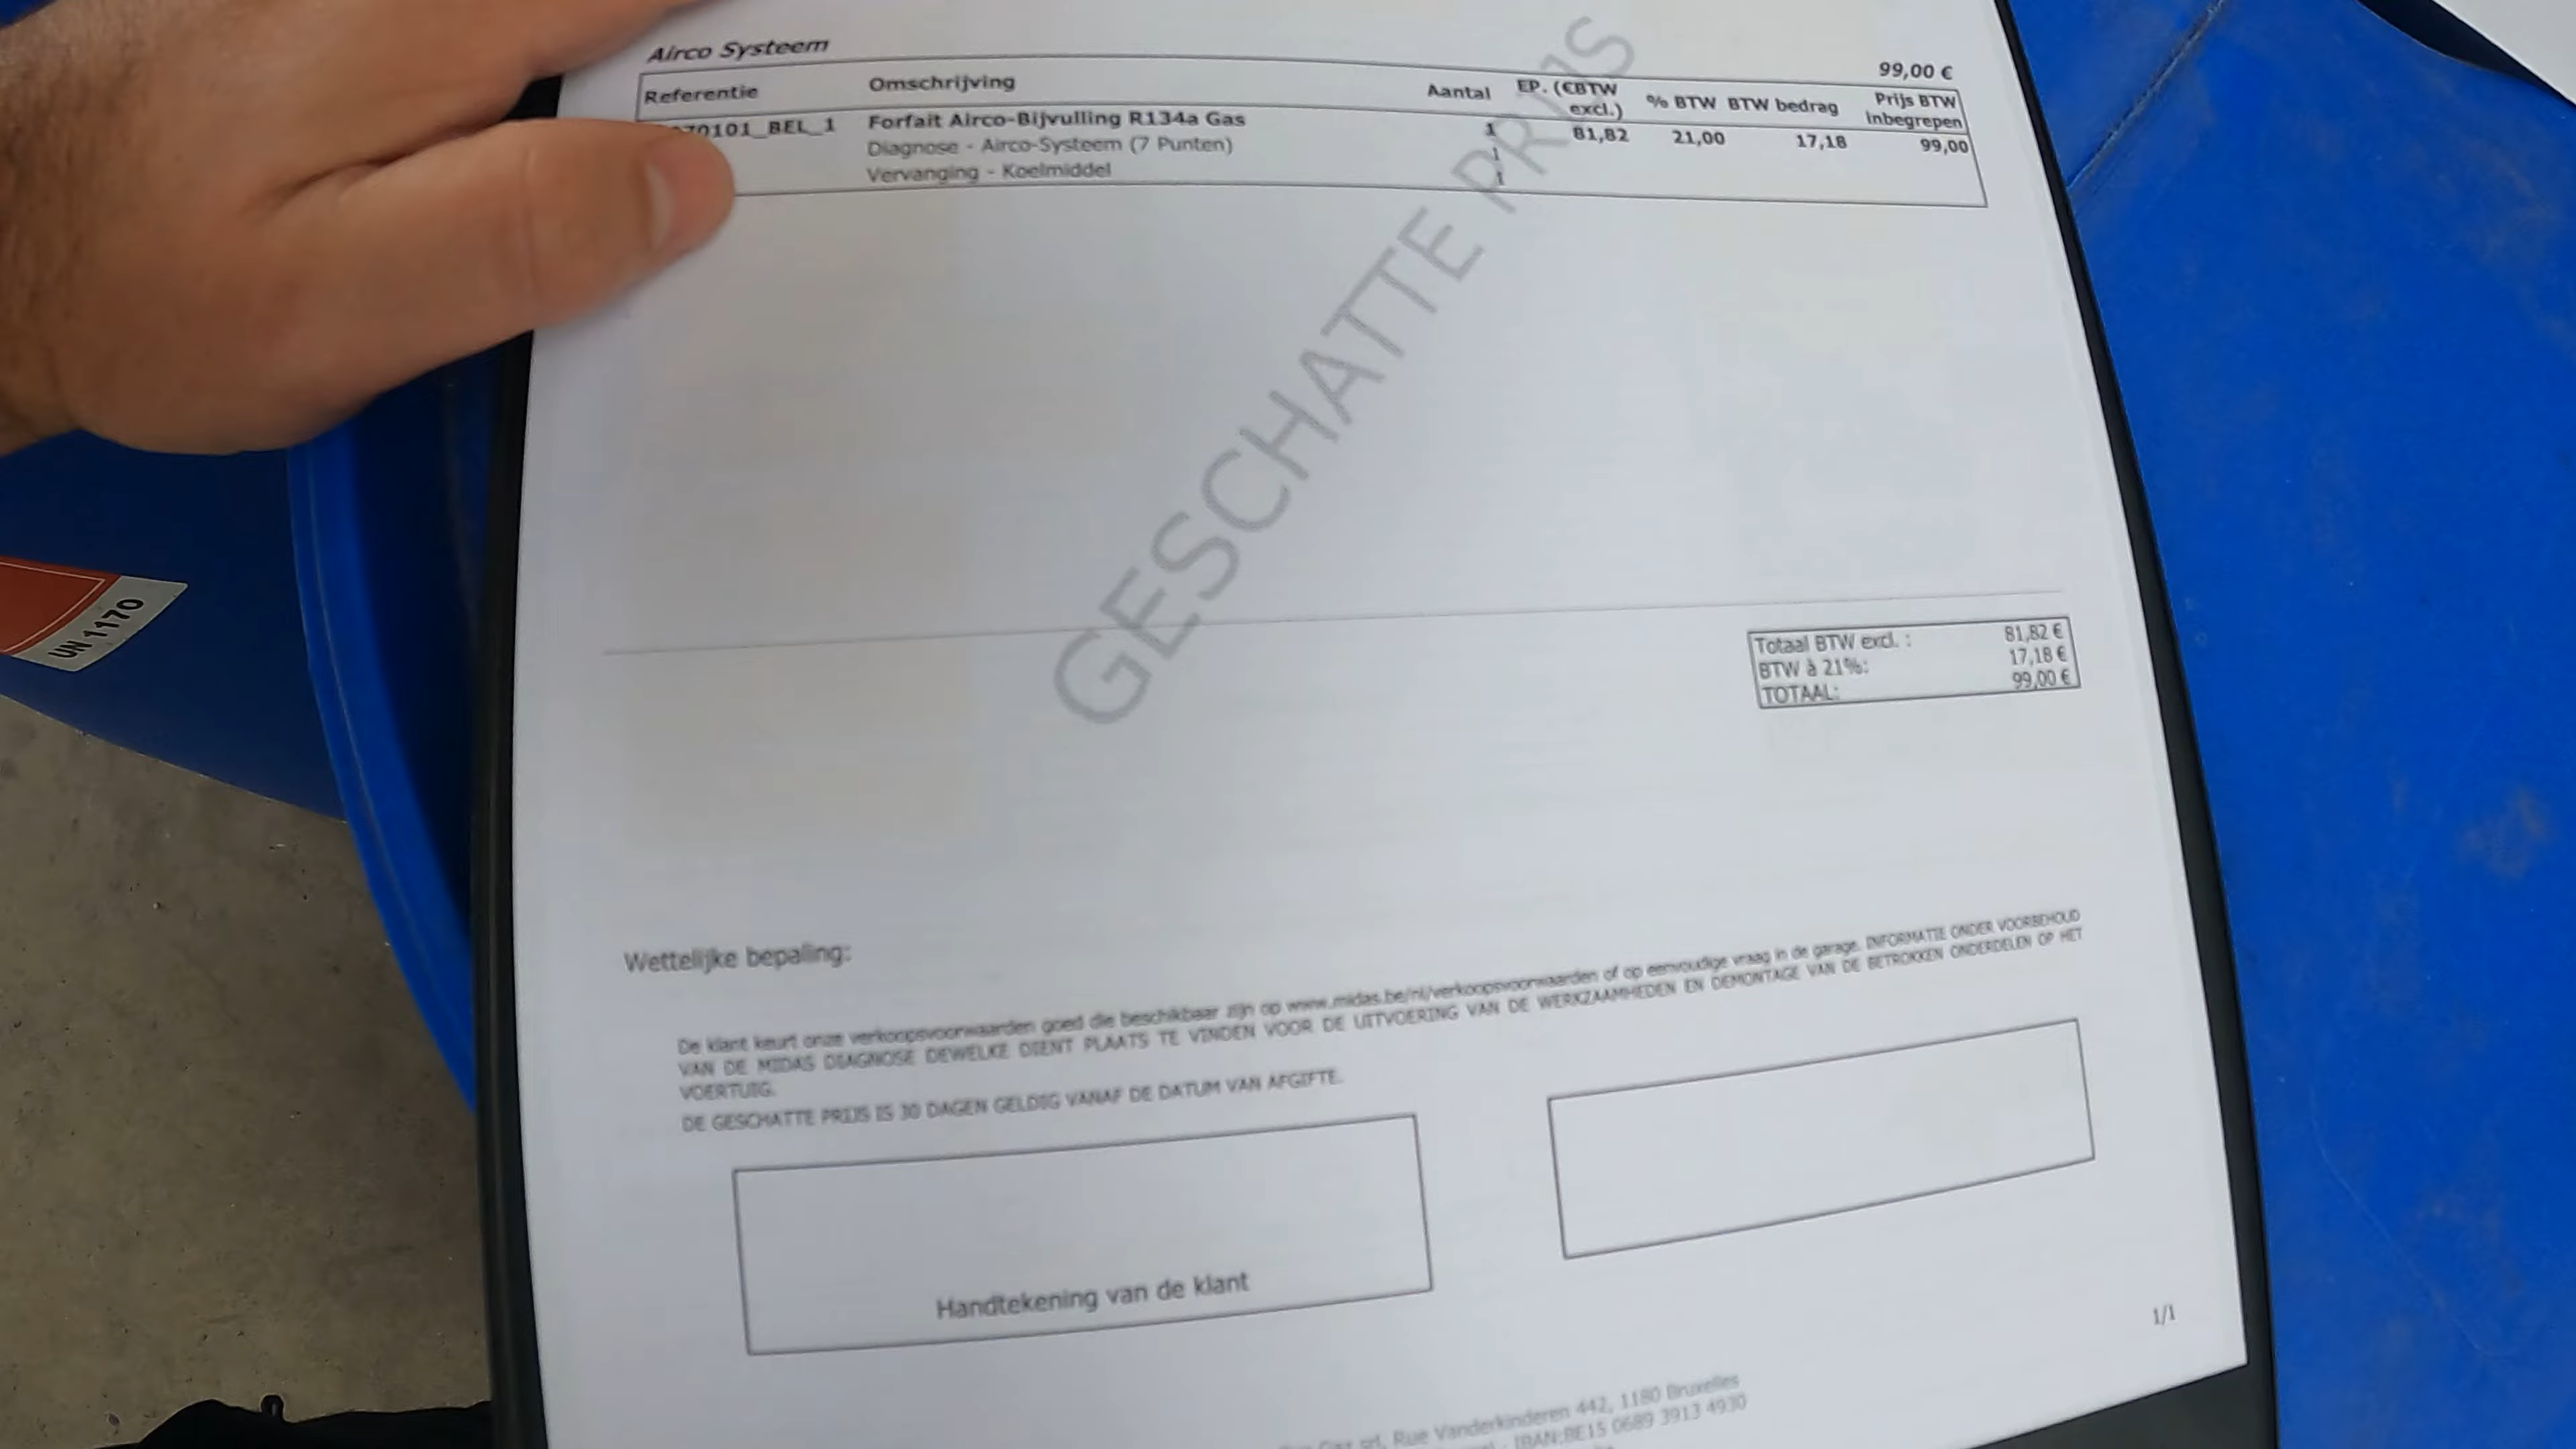 Airco Systeem
99,00 €
Referentie Omschrijving Aantal EP. (€BTW excl.) % BTW BTW bedrag Prijs BTW inbegrepen
70101_BEL_1 Forfait Airco-Bijvulling R134a Gas 1 81,82 21,00 17,18 99,00
Diagnose - Airco-Systeem (7 Punten) 1
Vervanging - Koelmiddel 1
GESCHATTE PRIJS
UN 1170
Totaal BTW excl. : 81,82 €
BTW à 21%: 17,18 €
TOTAAL: 99,00 €
Wettelijke bepaling:
De klant keurt onze verkoopsvoorwaarden goed die beschikbaar zijn op www.midas.be/nl/verkoopsvoorwaarden of op eenvoudige vraag in de garage. INFORMATIE ONDER VOORBEHOUD
VAN DE MIDAS DIAGNOSE DEWELKE DIENT PLAATS TE VINDEN VOOR DE UITVOERING VAN DE WERKZAAMHEDEN EN DEMONTAGE VAN DE BETROKKEN ONDERDELEN OP HET
VOERTUIG.
DE GESCHATTE PRIJS IS 30 DAGEN GELDIG VANAF DE DATUM VAN AFGIFTE.
Handtekening van de klant
1/1
srl, Rue Vanderkinderen 442, 1180 Bruxelles
- IBAN:BE15 0689 3913 4930